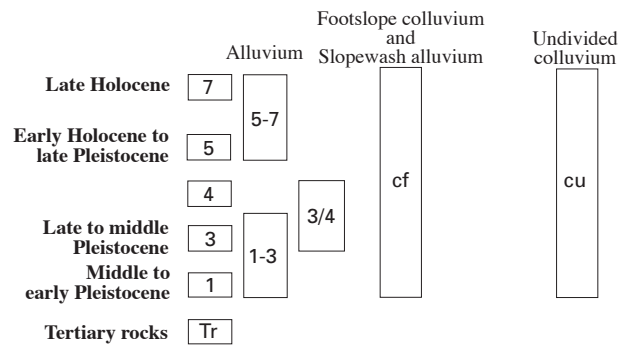 Footslope colluvium
and
Slopewash alluvium
Undivided
colluvium
Alluvium
Late Holocene
7
5-7
Early Holocene to
late Pleistocene
5
4
3/4
cf
cu
Late to middle
Pleistocene
3
1-3
Middle to
early Pleistocene
1
Tertiary rocks
Tr